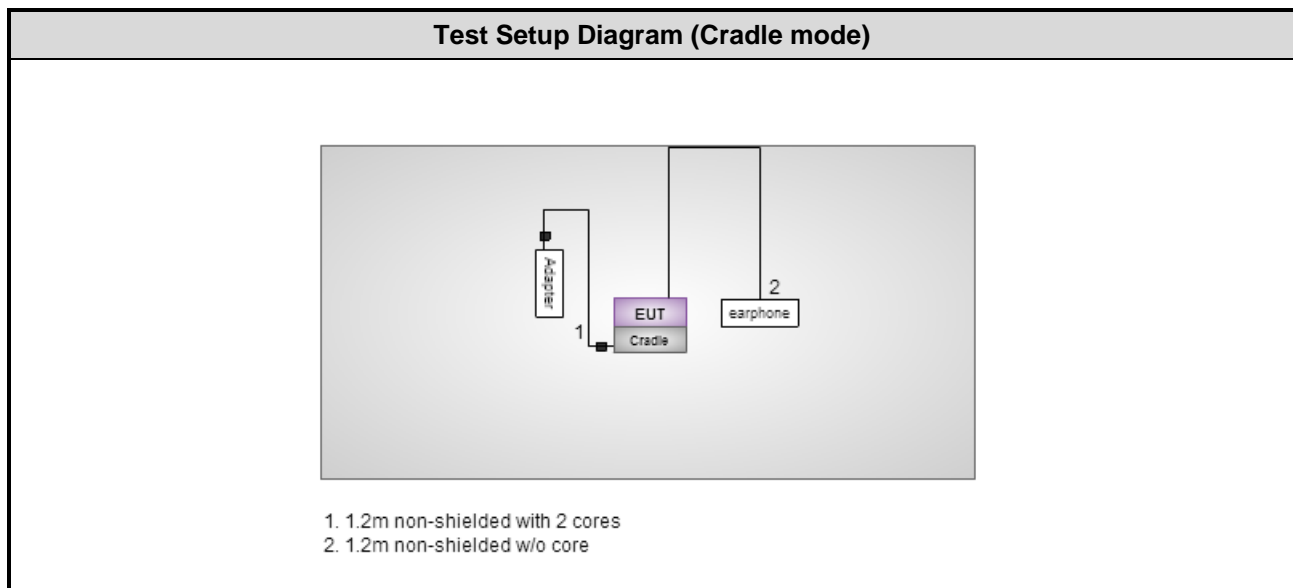 Test Setup Diagram (Cradle mode)
Adapter
1
EUT
Cradle
2
earphone
1. 1.2m non-shielded with 2 cores
2. 1.2m non-shielded w/o core